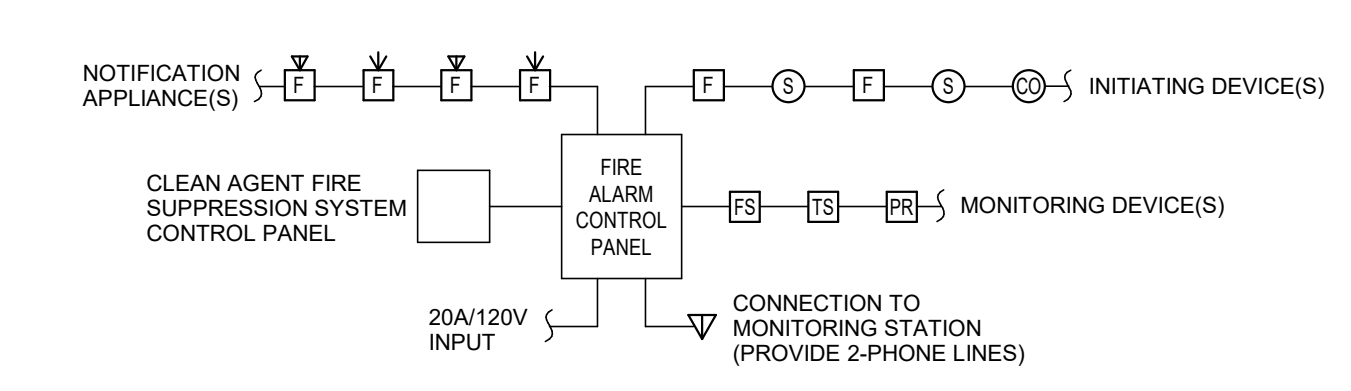 NOTIFICATION
APPLIANCE(S)
F F F F
F S F S CO
INITIATING DEVICE(S)
CLEAN AGENT FIRE
SUPPRESSION SYSTEM
CONTROL PANEL
FIRE
ALARM
CONTROL
PANEL
FS TS PR
MONITORING DEVICE(S)
20A/120V
INPUT
CONNECTION TO
MONITORING STATION
(PROVIDE 2-PHONE LINES)